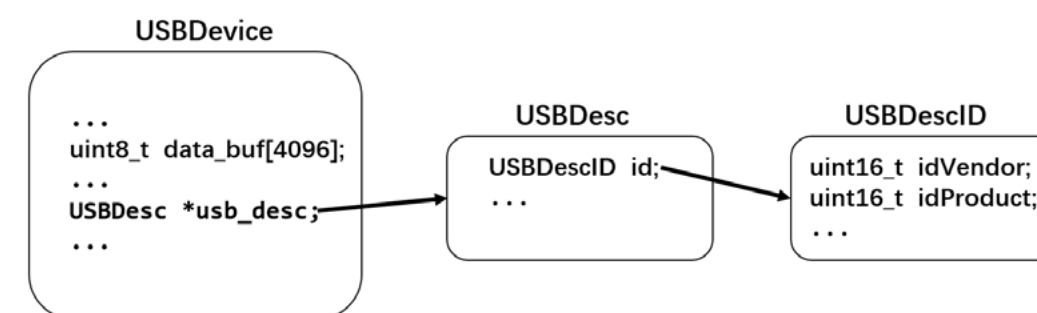 USBDevice
...
uint8_t data_buf[4096];
...
USBDesc *usb_desc;
...
USBDesc
USBDescID id;
...
USBDescID
uint16_t idVendor;
uint16_t idProduct;
...